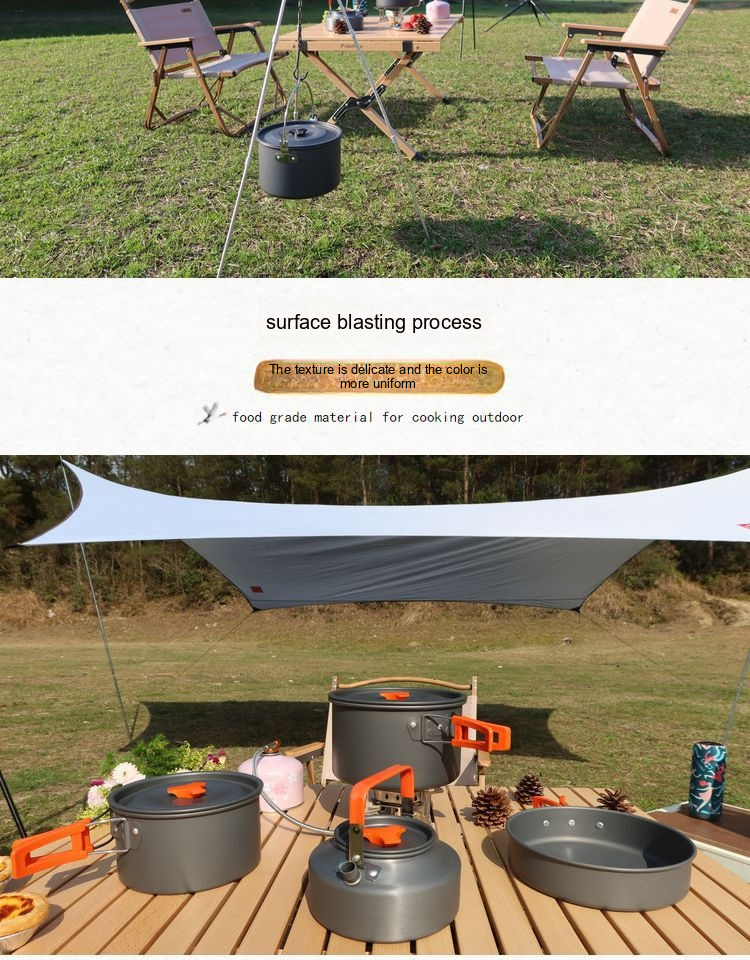 surface blasting process
The texture is delicate and the color is
more uniform
food grade material for cooking outdoor